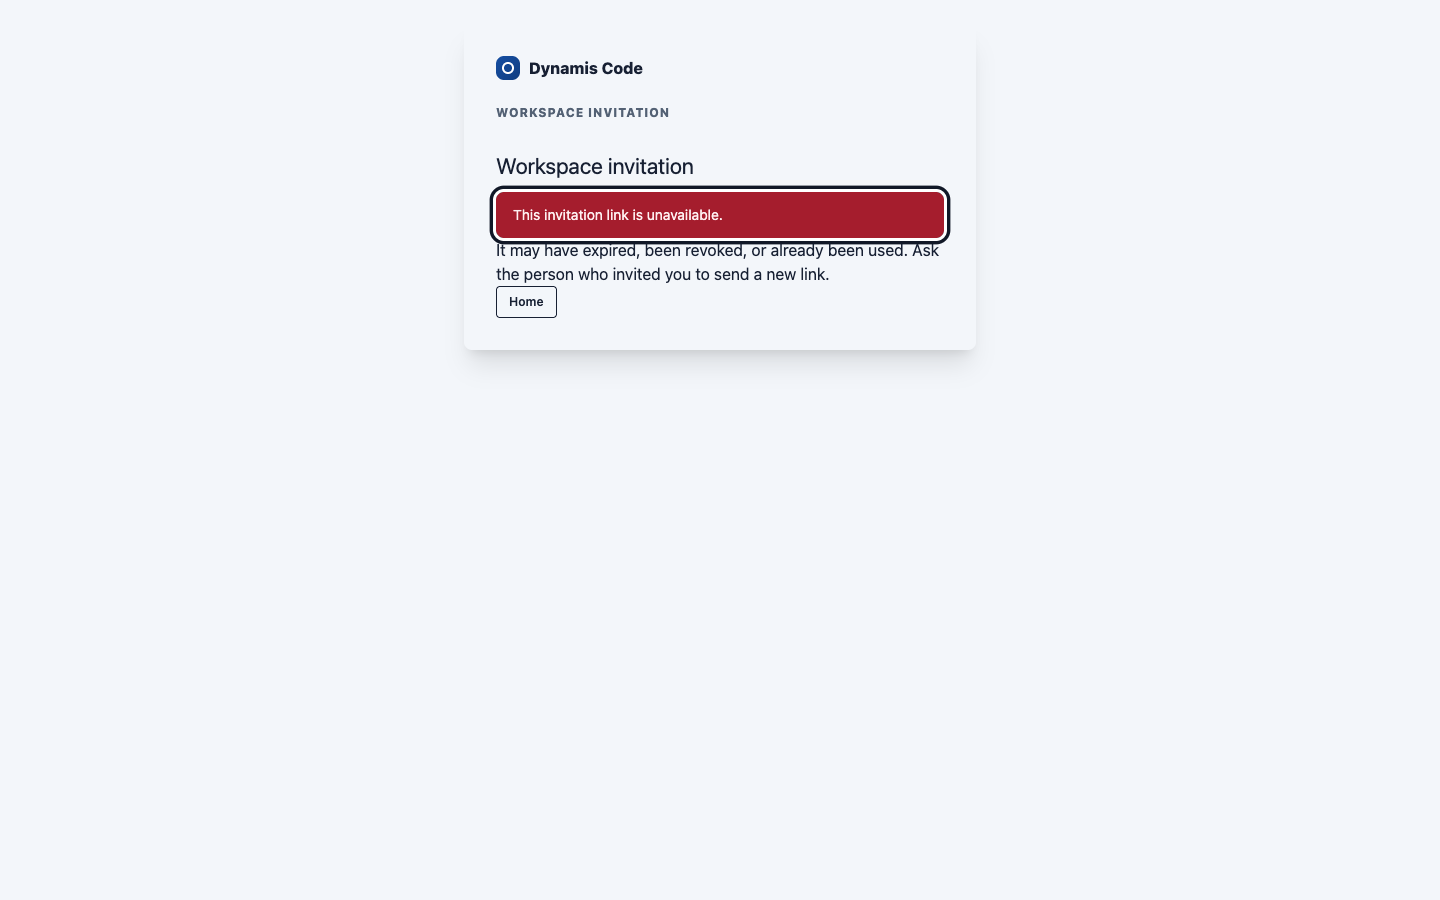 Dynamis Code
WORKSPACE INVITATION
Workspace invitation
This invitation link is unavailable.
It may have expired, been revoked, or already been used. Ask
the person who invited you to send a new link.
Home